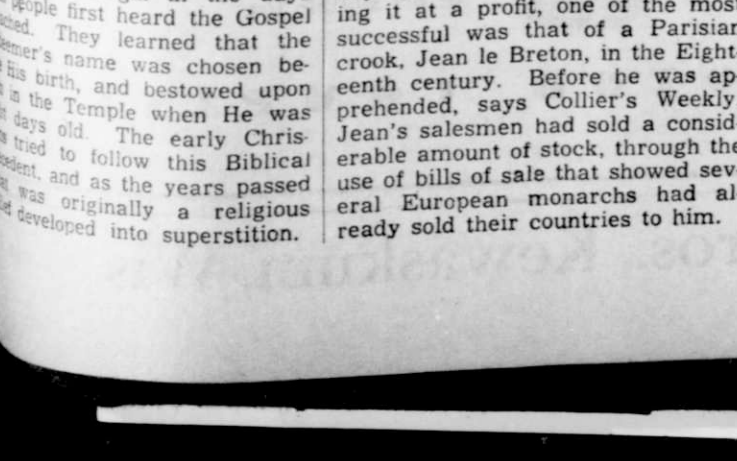 people first heard the Gospel
They learned that the
name was chosen be-
His birth, and bestowed upon
in the Temple when He was
days old. The early Chris-
tried to follow this Biblical
and as the years passed
was originally a religious
developed into superstition.
ing it at a profit, one of the most
successful was that of a Parisian
crook, Jean le Breton, in the Eight-
eenth century. Before he was ap-
prehended, says Collier's Weekly
Jean's salesmen had sold a consid-
erable amount of stock, through the
use of bills of sale that showed sev-
eral European monarchs had al-
ready sold their countries to him.